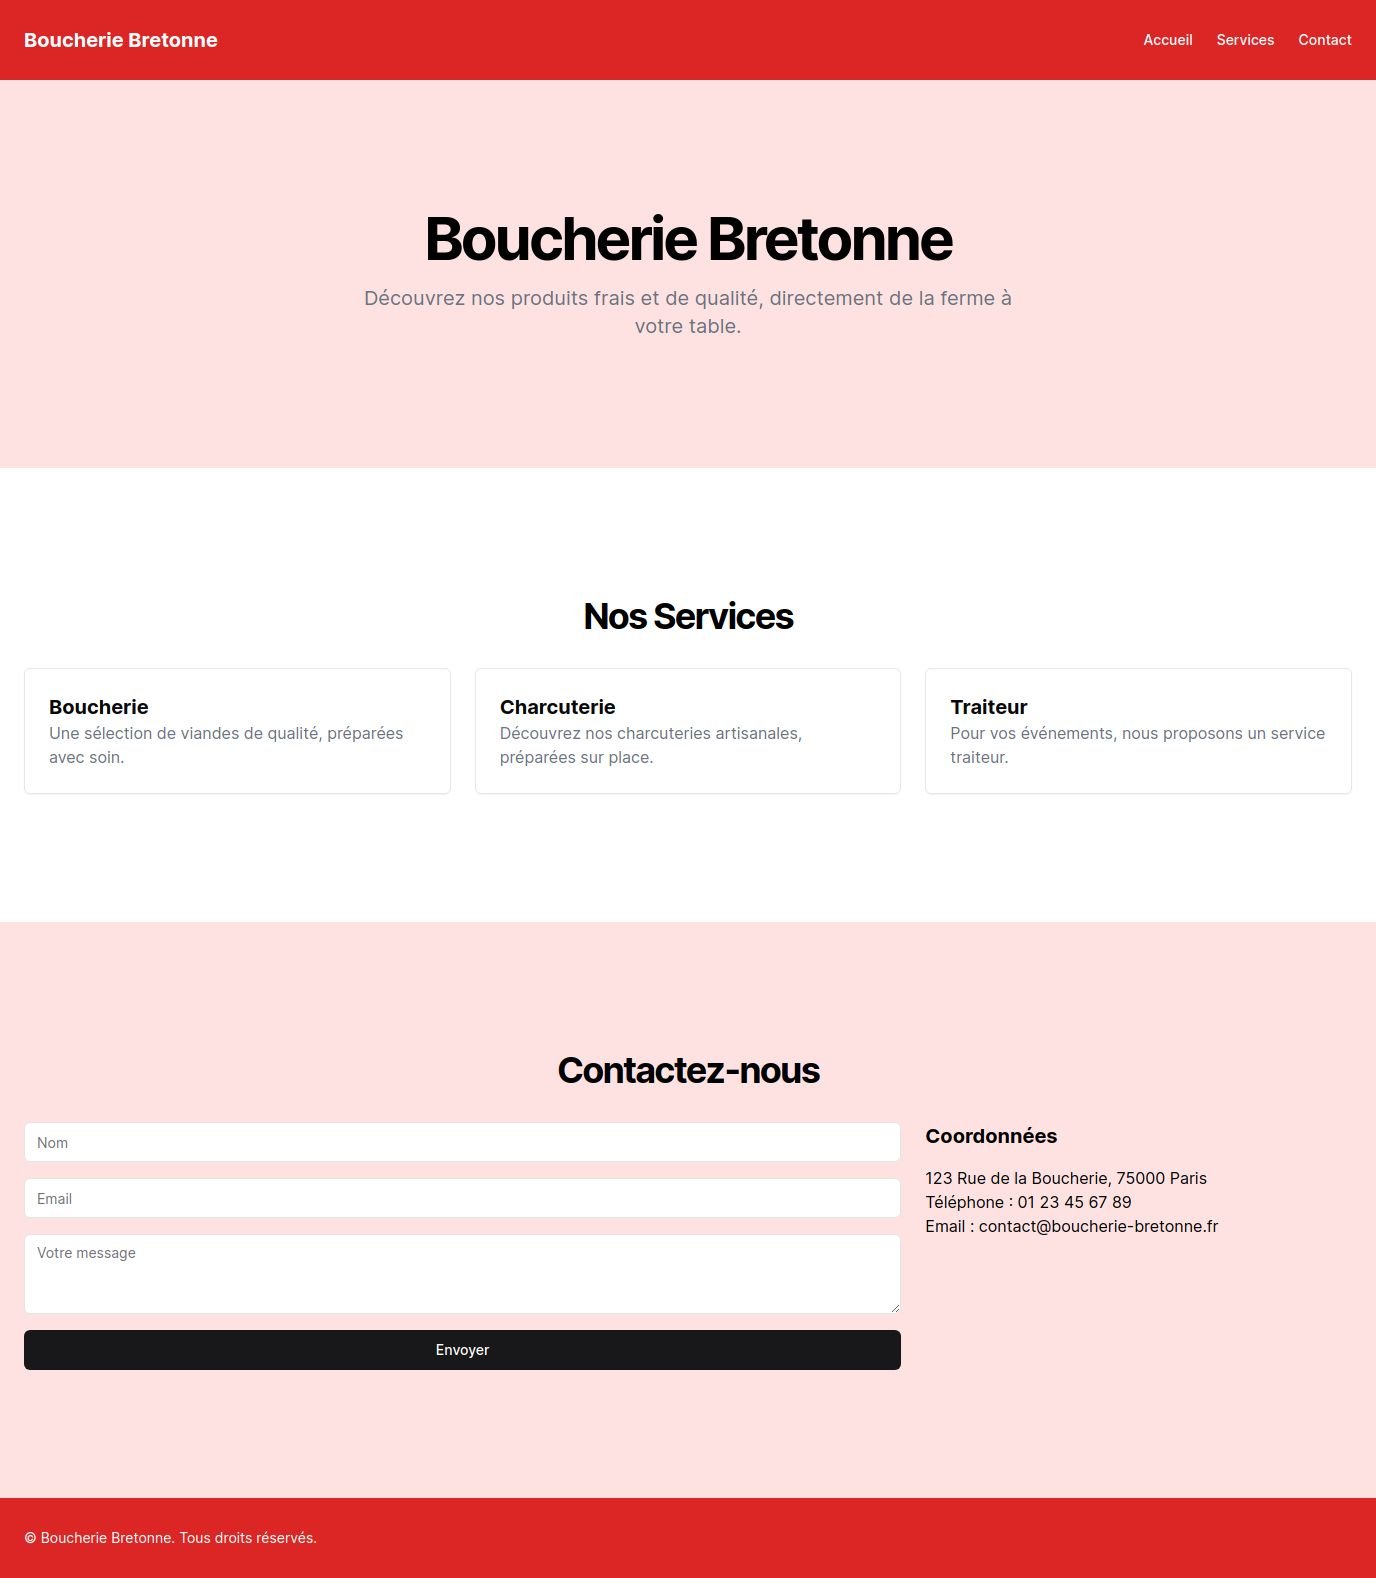 Boucherie Bretonne
Accueil Services Contact
Boucherie Bretonne
Découvrez nos produits frais et de qualité, directement de la ferme à
votre table.
Nos Services
Boucherie
Une sélection de viandes de qualité, préparées
avec soin.
Charcuterie
Découvrez nos charcuteries artisanales,
préparées sur place.
Traiteur
Pour vos événements, nous proposons un service
traiteur.
Contactez-nous
Nom
Email
Votre message
Envoyer
Coordonnées
123 Rue de la Boucherie, 75000 Paris
Téléphone : 01 23 45 67 89
Email : contact@boucherie-bretonne.fr
© Boucherie Bretonne. Tous droits réservés.